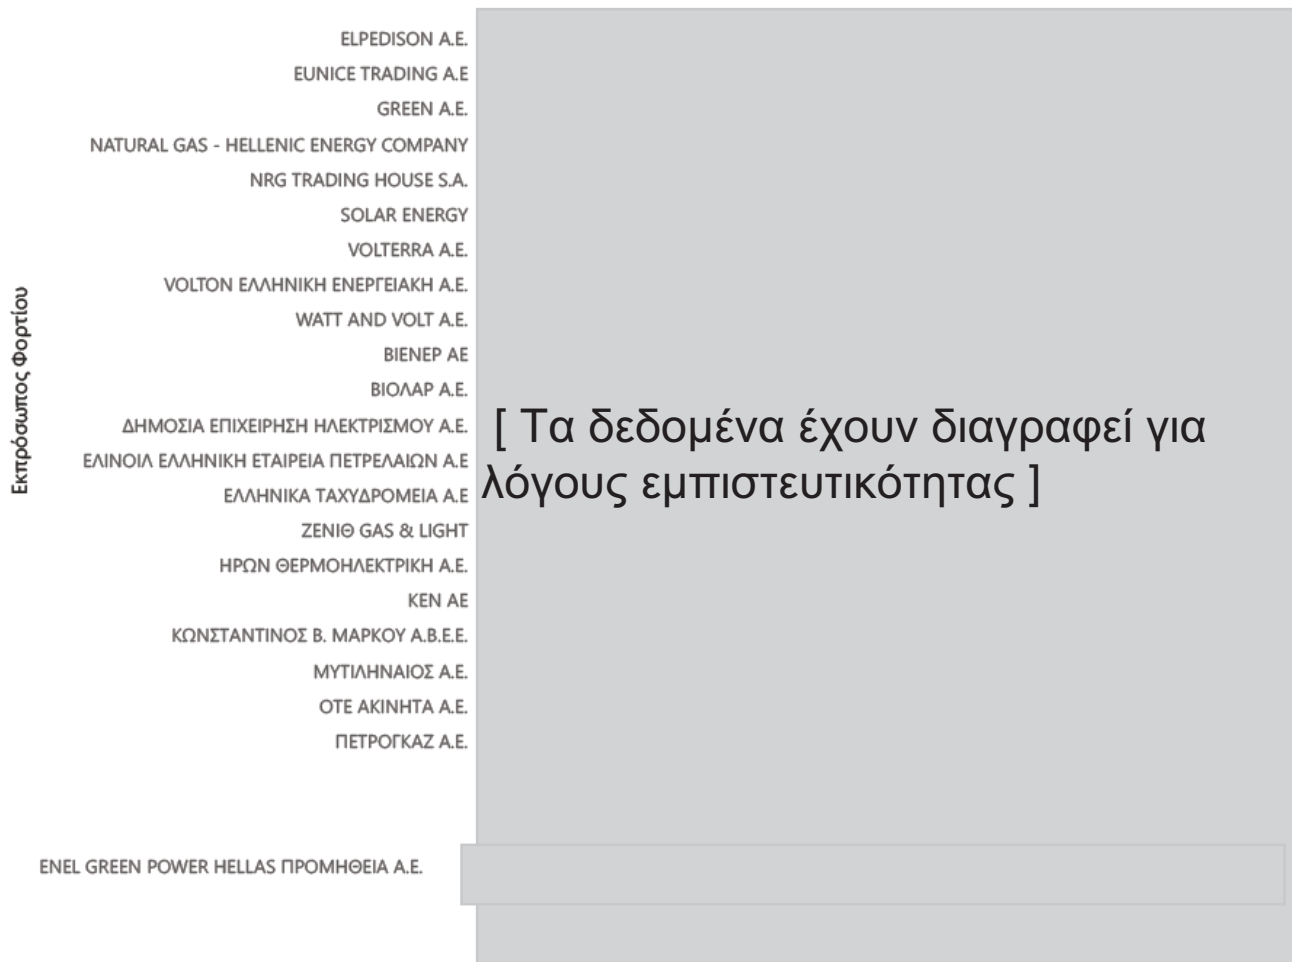 ELPEDISON A.E.
EUNICE TRADING A.E
GREEN A.E.
NATURAL GAS - HELLENIC ENERGY COMPANY
NRG TRADING HOUSE S.A.
SOLAR ENERGY
VOLTERRA A.E.
VOLTON ΕΛΛΗΝΙΚΗ ΕΝΕΡΓΕΙΑΚΗ Α.Ε.
WATT AND VOLT A.E.
ΒΙΕΝΕΡ ΑΕ
ΒΙΟΛΑΡ Α.Ε.
ΔΗΜΟΣΙΑ ΕΠΙΧΕΙΡΗΣΗ ΗΛΕΚΤΡΙΣΜΟΥ Α.Ε.
ΕΛΙΝΟΙΛ ΕΛΛΗΝΙΚΗ ΕΤΑΙΡΕΙΑ ΠΕΤΡΕΛΑΙΩΝ Α.Ε
ΕΛΛΗΝΙΚΑ ΤΑΧΥΔΡΟΜΕΙΑ Α.Ε
ΖΕΝΙΘ GAS & LIGHT
ΗΡΩΝ ΘΕΡΜΟΗΛΕΚΤΡΙΚΗ Α.Ε.
ΚΕΝ ΑΕ
ΚΩΝΣΤΑΝΤΙΝΟΣ Β. ΜΑΡΚΟΥ Α.Β.Ε.Ε.
ΜΥΤΙΛΗΝΑΙΟΣ Α.Ε.
ΟΤΕ ΑΚΙΝΗΤΑ Α.Ε.
ΠΕΤΡΟΓΚΑΖ Α.Ε.
ENEL GREEN POWER HELLAS ΠΡΟΜΗΘΕΙΑ Α.Ε.
Εκπρόσωπος Φορτίου
[ Τα δεδομένα έχουν διαγραφεί για
λόγους εμπιστευτικότητας ]